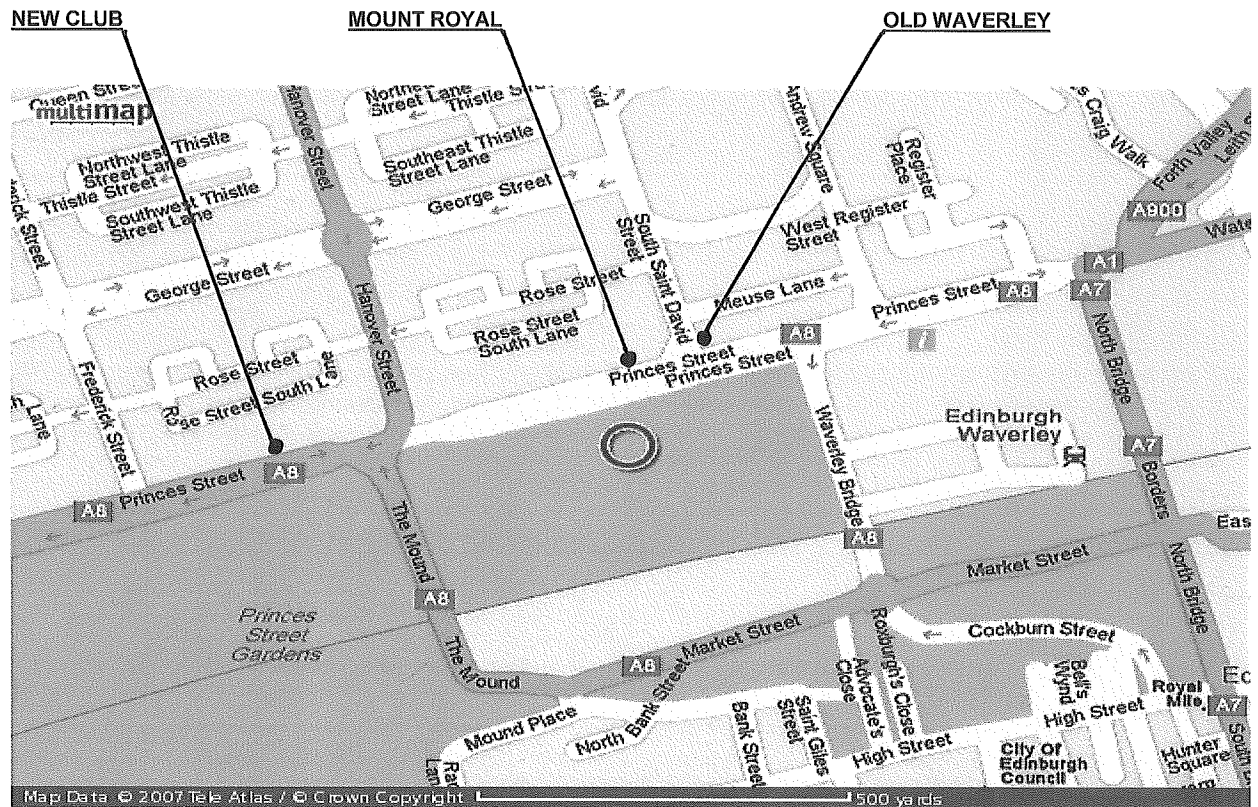 NEW CLUB
MOUNT ROYAL
OLD WAVERLEY
multimap
Queen
Hanover Street
Street Lane
Thistle
Andrew Square
s Craig Walk
Forth Valley
Northwest Thistle
Street Lane
Thistle Street
Southwest Thistle
Street Lane
Southeast Thistle
Street Lane
George Street
Register
Place
West Register
Street
A900
A1
A7
A8
Princes Street
Meuse Lane
South Saint David
Street
George Street
Hanover Street
Rose Street
Rose Street
South Lane
Princes Street
Princes Street
A8
North Bridge
Frederick Street
Rose Street
Lane
A8
Princes Street
A8
Waverley Bridge
Edinburgh
Waverley
A7
Borders
The Mound
A8
A8
Market Street
North Bridge
Princes
Street
Gardens
The Mound
A8
Market Street
Cockburn Street
Roxburgh's Close
Advocate's
Close
Bell's
Wynd
Royal
Mile
A7
Mound Place
North Bank Street
Bank Street
Saint Giles
Street
High Street
High Street
City Of
Edinburgh
Council
Hunter
Square
South
Map Data © 2007 Tele Atlas / © Crown Copyright
500 yards